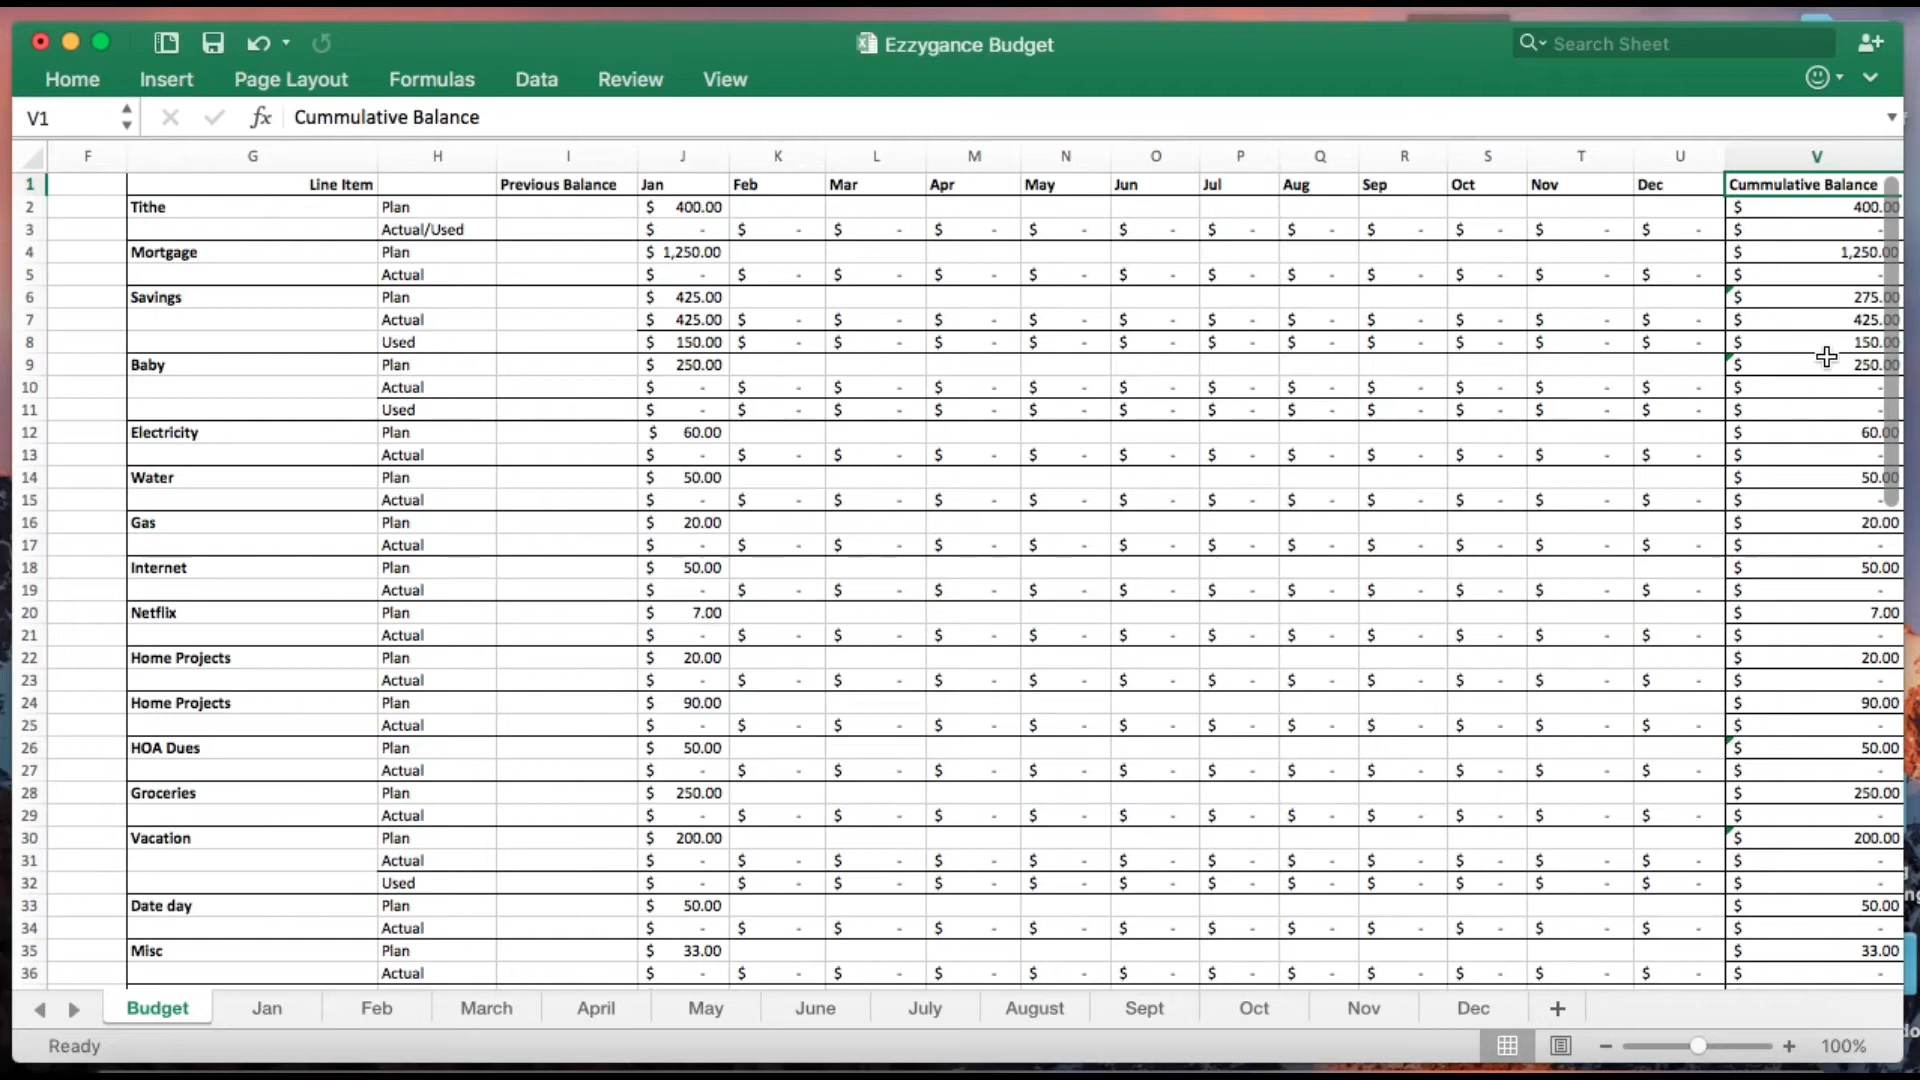 Ezzygance Budget
Search Sheet
Home Insert Page Layout Formulas Data Review View
V1 fx Cummulative Balance
F G H I J K L M N O P Q R S T U V
1 Line Item Previous Balance Jan Feb Mar Apr May Jun Jul Aug Sep Oct Nov Dec Cummulative Balance
2 Tithe Plan $ 400.00 $ 400.00
3 Actual/Used $ - $ - $ - $ - $ - $ - $ - $ - $ - $ - $ - $ - $ -
4 Mortgage Plan $ 1,250.00 $ 1,250.00
5 Actual $ - $ - $ - $ - $ - $ - $ - $ - $ - $ - $ - $ - $ -
6 Savings Plan $ 425.00 $ 275.00
7 Actual $ 425.00 $ - $ - $ - $ - $ - $ - $ - $ - $ - $ - $ - $ 425.00
8 Used $ 150.00 $ - $ - $ - $ - $ - $ - $ - $ - $ - $ - $ - $ 150.00
9 Baby Plan $ 250.00 $ 250.00
10 Actual $ - $ - $ - $ - $ - $ - $ - $ - $ - $ - $ - $ - $ -
11 Used $ - $ - $ - $ - $ - $ - $ - $ - $ - $ - $ - $ - $ -
12 Electricity Plan $ 60.00 $ 60.00
13 Actual $ - $ - $ - $ - $ - $ - $ - $ - $ - $ - $ - $ - $ -
14 Water Plan $ 50.00 $ 50.00
15 Actual $ - $ - $ - $ - $ - $ - $ - $ - $ - $ - $ - $ - $ -
16 Gas Plan $ 20.00 $ 20.00
17 Actual $ - $ - $ - $ - $ - $ - $ - $ - $ - $ - $ - $ - $ -
18 Internet Plan $ 50.00 $ 50.00
19 Actual $ - $ - $ - $ - $ - $ - $ - $ - $ - $ - $ - $ - $ -
20 Netflix Plan $ 7.00 $ 7.00
21 Actual $ - $ - $ - $ - $ - $ - $ - $ - $ - $ - $ - $ - $ -
22 Home Projects Plan $ 20.00 $ 20.00
23 Actual $ - $ - $ - $ - $ - $ - $ - $ - $ - $ - $ - $ - $ -
24 Home Projects Plan $ 90.00 $ 90.00
25 Actual $ - $ - $ - $ - $ - $ - $ - $ - $ - $ - $ - $ - $ -
26 HOA Dues Plan $ 50.00 $ 50.00
27 Actual $ - $ - $ - $ - $ - $ - $ - $ - $ - $ - $ - $ - $ -
28 Groceries Plan $ 250.00 $ 250.00
29 Actual $ - $ - $ - $ - $ - $ - $ - $ - $ - $ - $ - $ - $ -
30 Vacation Plan $ 200.00 $ 200.00
31 Actual $ - $ - $ - $ - $ - $ - $ - $ - $ - $ - $ - $ - $ -
32 Used $ - $ - $ - $ - $ - $ - $ - $ - $ - $ - $ - $ - $ -
33 Date day Plan $ 50.00 $ 50.00
34 Actual $ - $ - $ - $ - $ - $ - $ - $ - $ - $ - $ - $ - $ -
35 Misc Plan $ 33.00 $ 33.00
36 Actual $ - $ - $ - $ - $ - $ - $ - $ - $ - $ - $ - $ - $ -
Budget Jan Feb March April May June July August Sept Oct Nov Dec +
Ready 100%